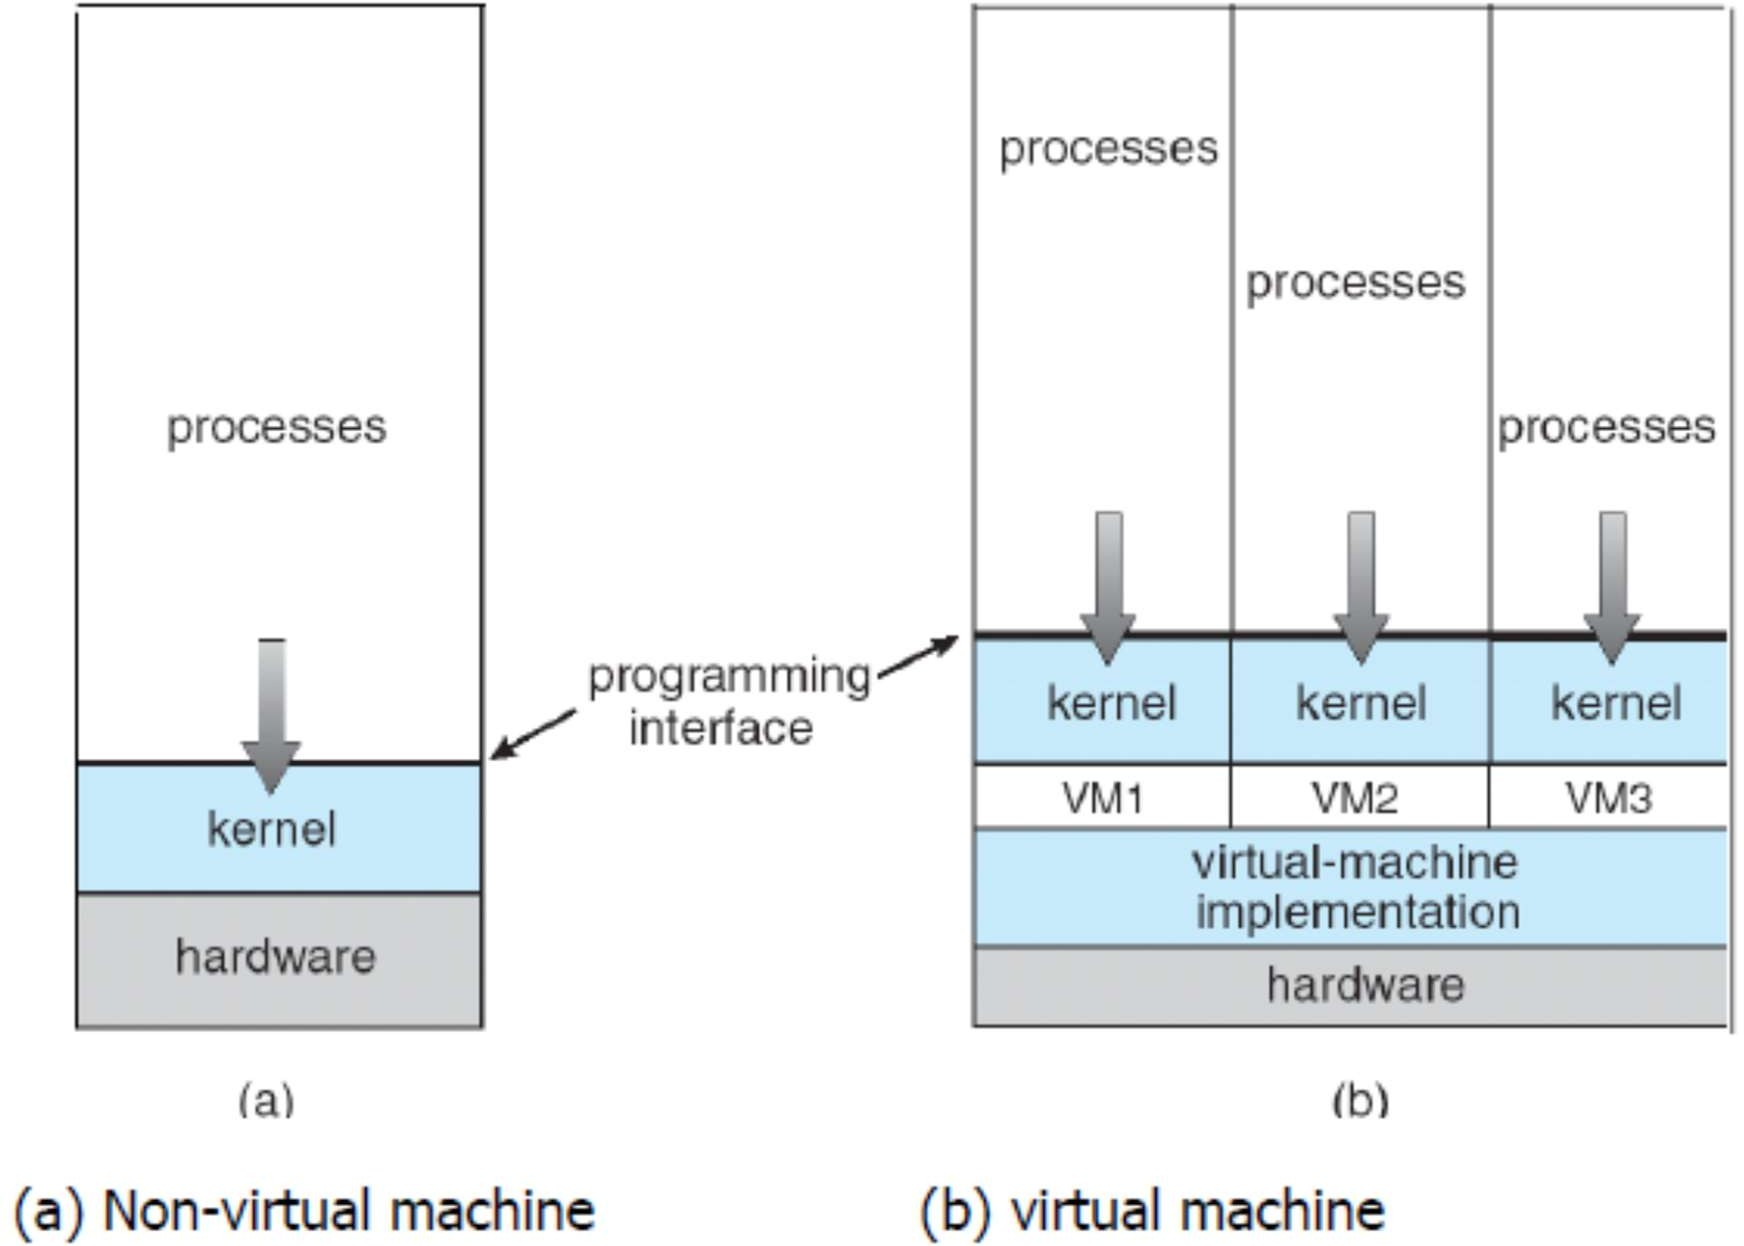 processes
kernel
hardware
(a)
programming
interface
processes
processes
processes
kernel kernel kernel
VM1 VM2 VM3
virtual-machine
implementation
hardware
(b)
(a) Non-virtual machine
(b) virtual machine